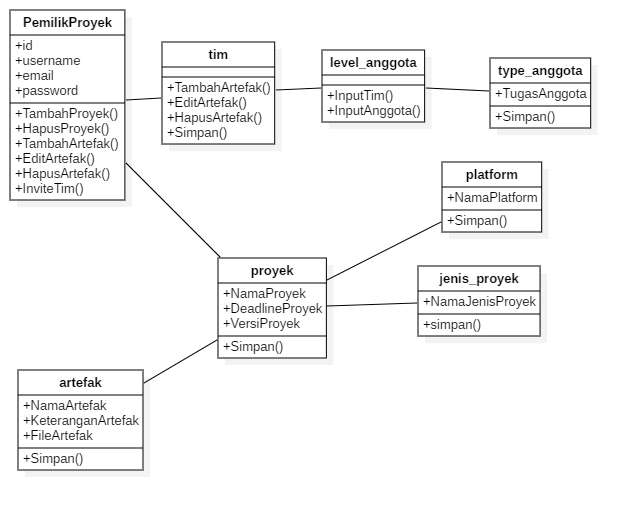 PemilikProyek
+id
+username
+email
+password
+TambahProyek()
+HapusProyek()
+TambahArtefak()
+EditArtefak()
+HapusArtefak()
+InviteTim()
tim
+TambahArtefak()
+EditArtefak()
+HapusArtefak()
+Simpan()
level_anggota
+InputTim()
+InputAnggota()
type_anggota
+TugasAnggota
+Simpan()
platform
+NamaPlatform
+Simpan()
proyek
+NamaProyek
+DeadlineProyek
+VersiProyek
+Simpan()
jenis_proyek
+NamaJenisProyek
+simpan()
artefak
+NamaArtefak
+KeteranganArtefak
+FileArtefak
+Simpan()